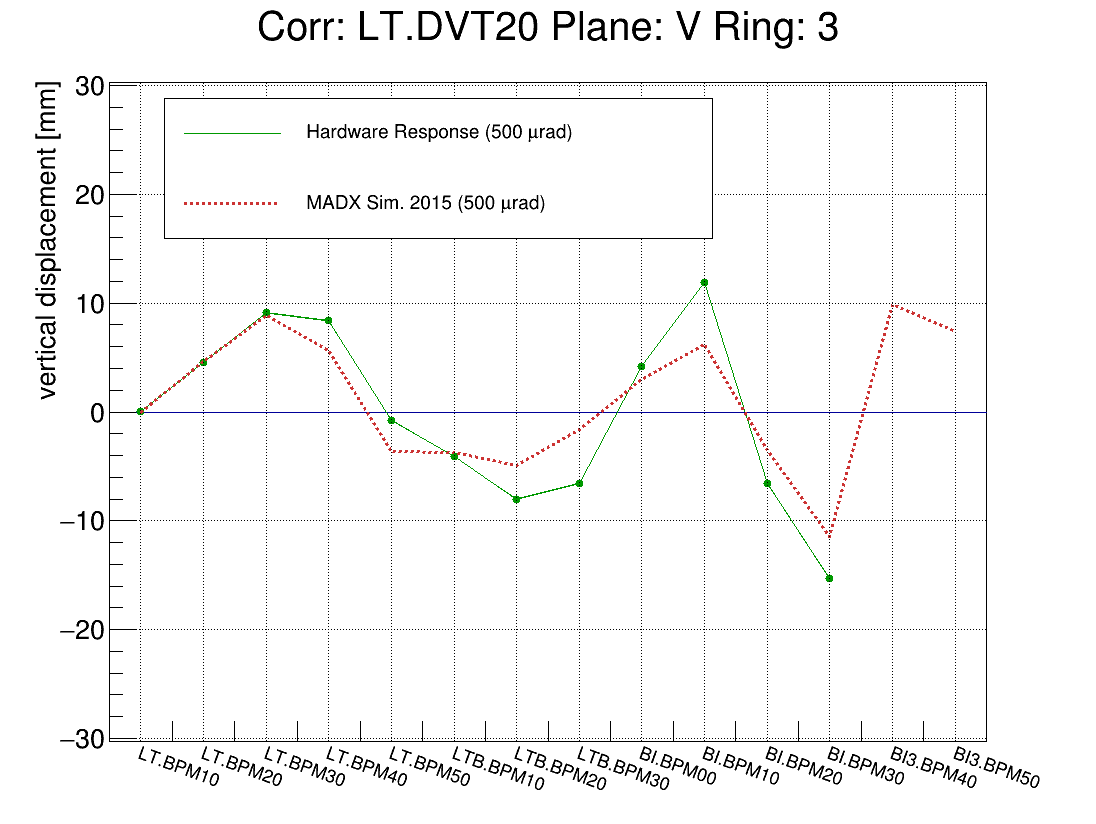 Corr: LT.DVT20 Plane: V Ring: 3
vertical displacement [mm]
30
20
10
0
−10
−20
−30
Hardware Response (500 μrad)
MADX Sim. 2015 (500 μrad)
LT.BPM10
LT.BPM20
LT.BPM30
LT.BPM40
LT.BPM50
LTB.BPM10
LTB.BPM20
LTB.BPM30
BI.BPM00
BI.BPM10
BI.BPM20
BI.BPM30
BI3.BPM40
BI3.BPM50